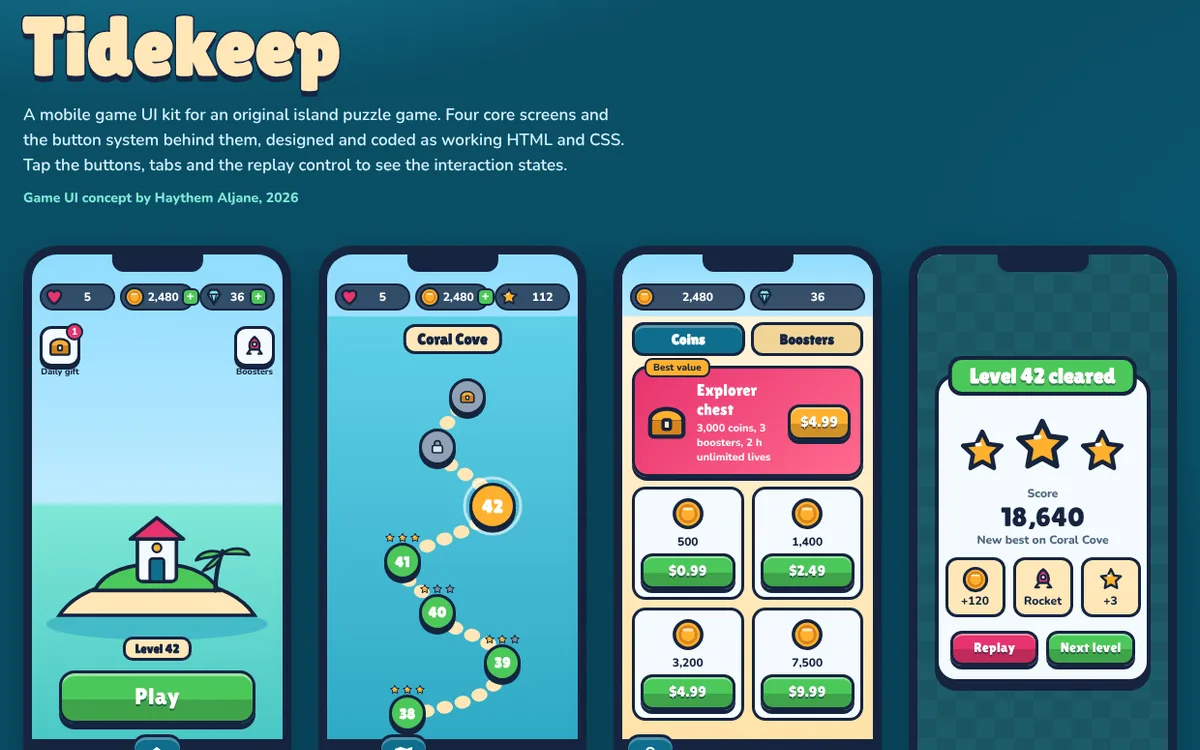 Tidekeep
A mobile game UI kit for an original island puzzle game. Four core screens and
the button system behind them, designed and coded as working HTML and CSS.
Tap the buttons, tabs and the replay control to see the interaction states.
Game UI concept by Haythem Aljane, 2026
5
2,480
+
36
+
1
Daily gift
Boosters
Level 42
Play
5
2,480
+
112
Coral Cove
42
41
40
39
38
2,480
36
Coins
Boosters
Best value
Explorer
chest
3,000 coins, 3
boosters, 2 h
unlimited lives
$4.99
500
$0.99
1,400
$2.49
3,200
$4.99
7,500
$9.99
Level 42 cleared
Score
18,640
New best on Coral Cove
+120
Rocket
+3
Replay
Next level